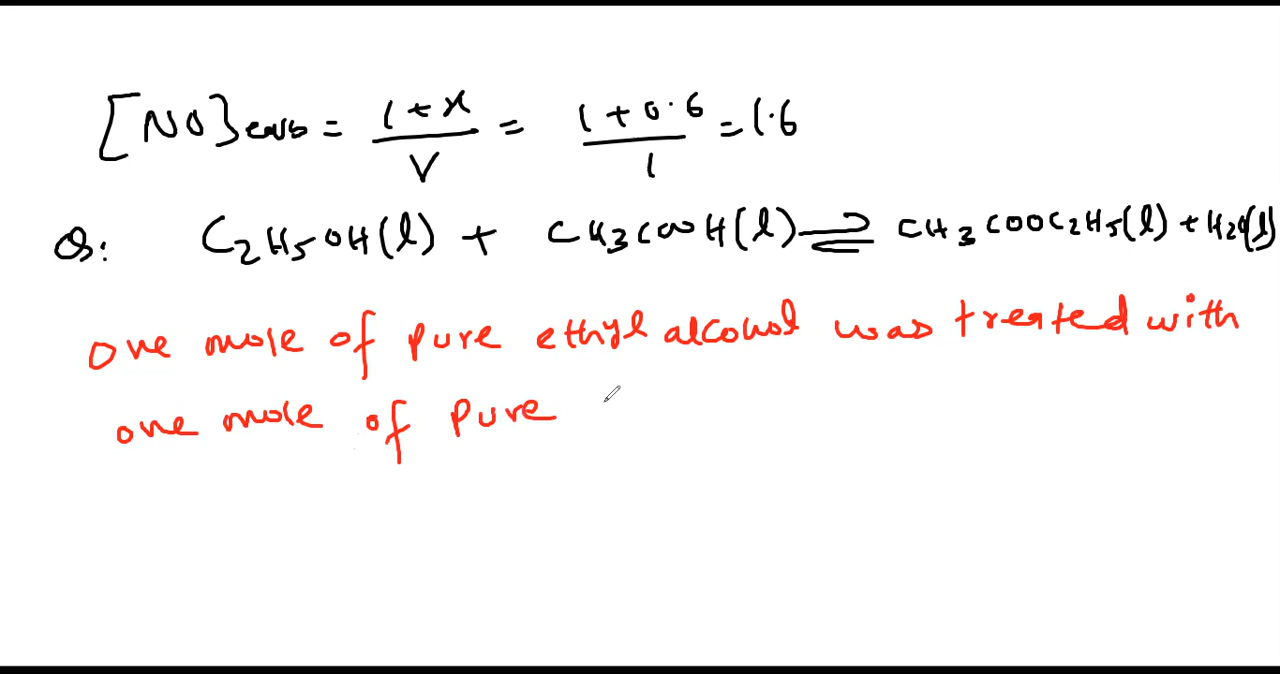 [NO]eqlb = 1+x/V = 1+0.6/1 = 1.6
Q: C2H5OH(l) + CH3COOH(l) ⇌ CH3COOC2H5(l) + H2O(l)
one mole of pure ethyl alcohol was treated with
one mole of pure